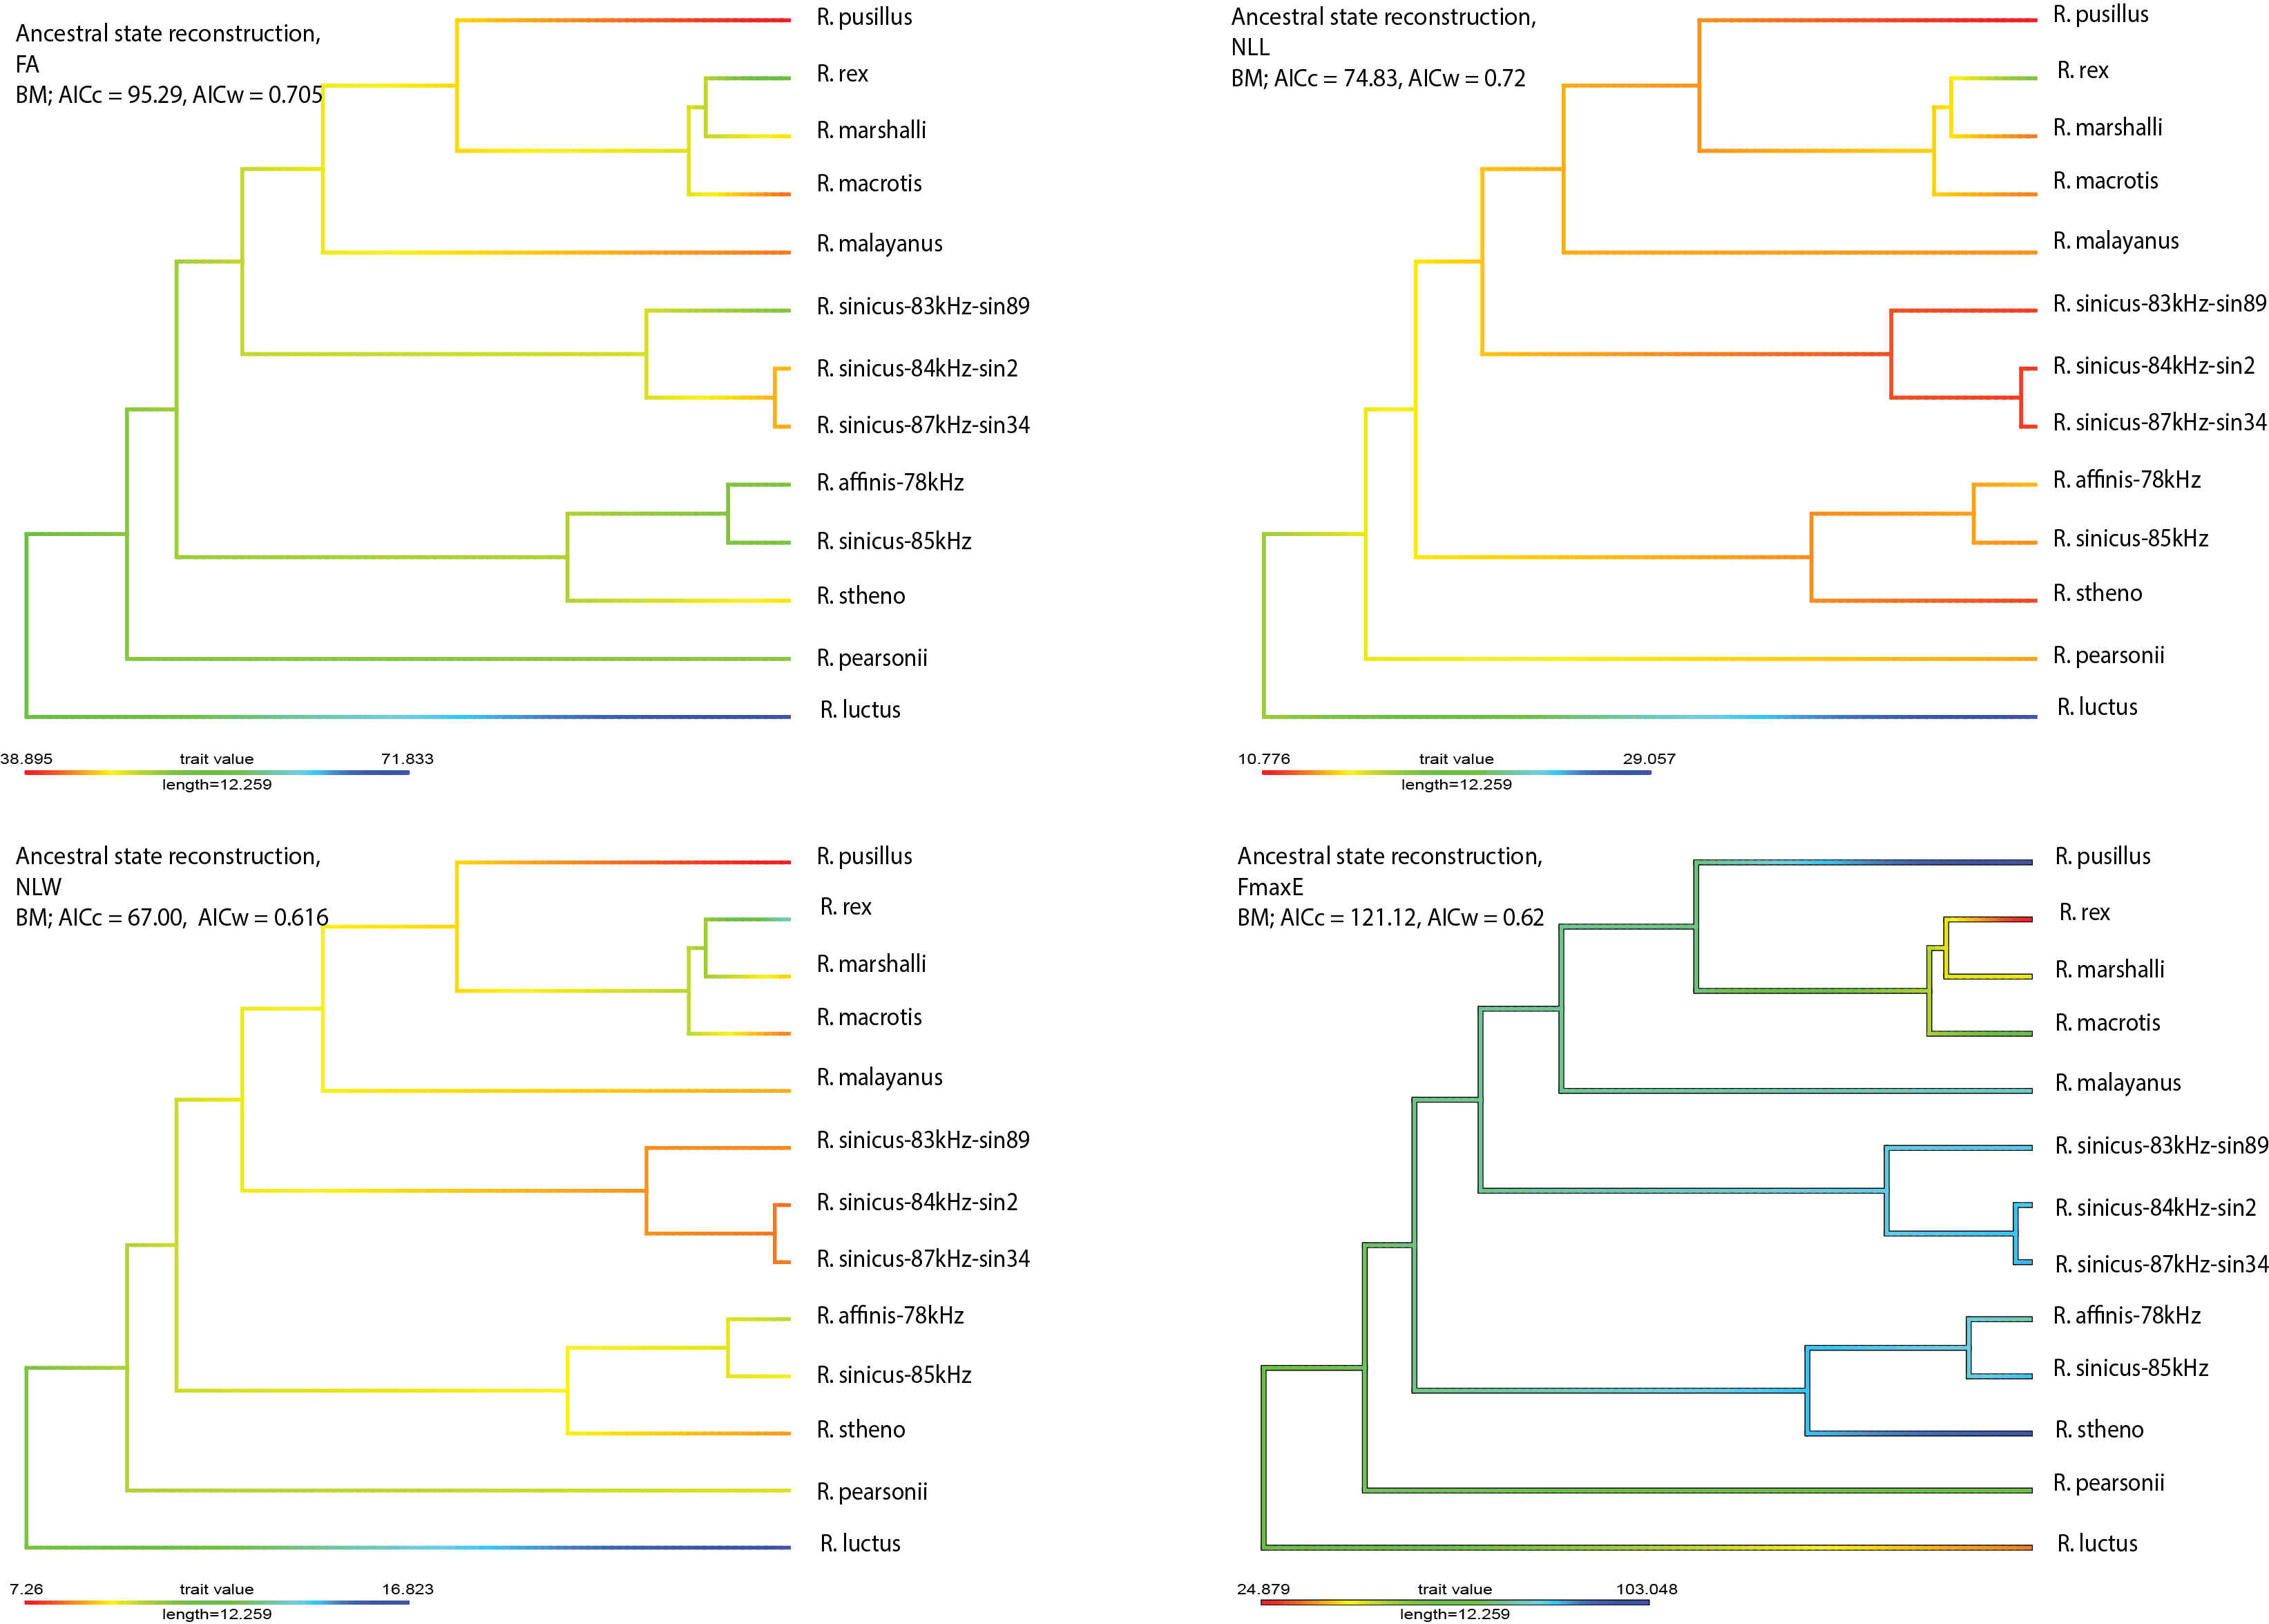 Ancestral state reconstruction,
FA
BM; AICc = 95.29, AICw = 0.705
R. pusillus
R. rex
R. marshalli
R. macrotis
R. malayanus
R. sinicus-83kHz-sin89
R. sinicus-84kHz-sin2
R. sinicus-87kHz-sin34
R. affinis-78kHz
R. sinicus-85kHz
R. stheno
R. pearsonii
R. luctus
38.895 trait value 71.833
length=12.259
Ancestral state reconstruction,
NLL
BM; AICc = 74.83, AICw = 0.72
R. pusillus
R. rex
R. marshalli
R. macrotis
R. malayanus
R. sinicus-83kHz-sin89
R. sinicus-84kHz-sin2
R. sinicus-87kHz-sin34
R. affinis-78kHz
R. sinicus-85kHz
R. stheno
R. pearsonii
R. luctus
10.776 trait value 29.057
length=12.259
Ancestral state reconstruction,
NLW
BM; AICc = 67.00, AICw = 0.616
R. pusillus
R. rex
R. marshalli
R. macrotis
R. malayanus
R. sinicus-83kHz-sin89
R. sinicus-84kHz-sin2
R. sinicus-87kHz-sin34
R. affinis-78kHz
R. sinicus-85kHz
R. stheno
R. pearsonii
R. luctus
7.26 trait value 16.823
length=12.259
Ancestral state reconstruction,
FmaxE
BM; AICc = 121.12, AICw = 0.62
R. pusillus
R. rex
R. marshalli
R. macrotis
R. malayanus
R. sinicus-83kHz-sin89
R. sinicus-84kHz-sin2
R. sinicus-87kHz-sin34
R. affinis-78kHz
R. sinicus-85kHz
R. stheno
R. pearsonii
R. luctus
24.879 trait value 103.048
length=12.259